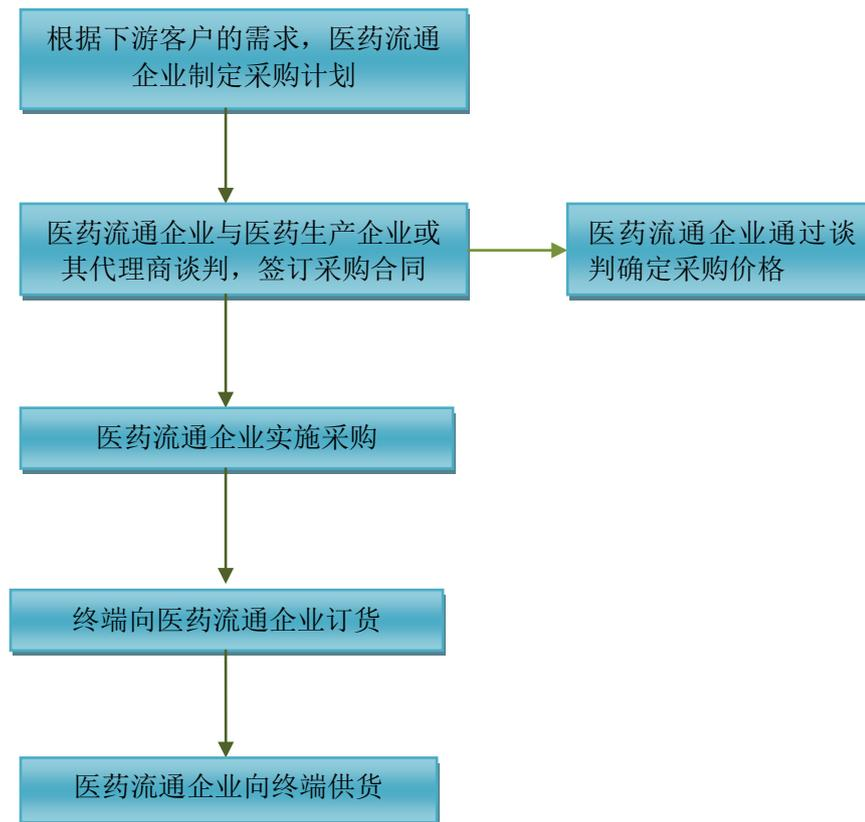 根据下游客户的需求，医药流通
企业制定采购计划
医药流通企业与医药生产企业或
其代理商谈判，签订采购合同
医药流通企业通过谈
判确定采购价格
医药流通企业实施采购
终端向医药流通企业订货
医药流通企业向终端供货